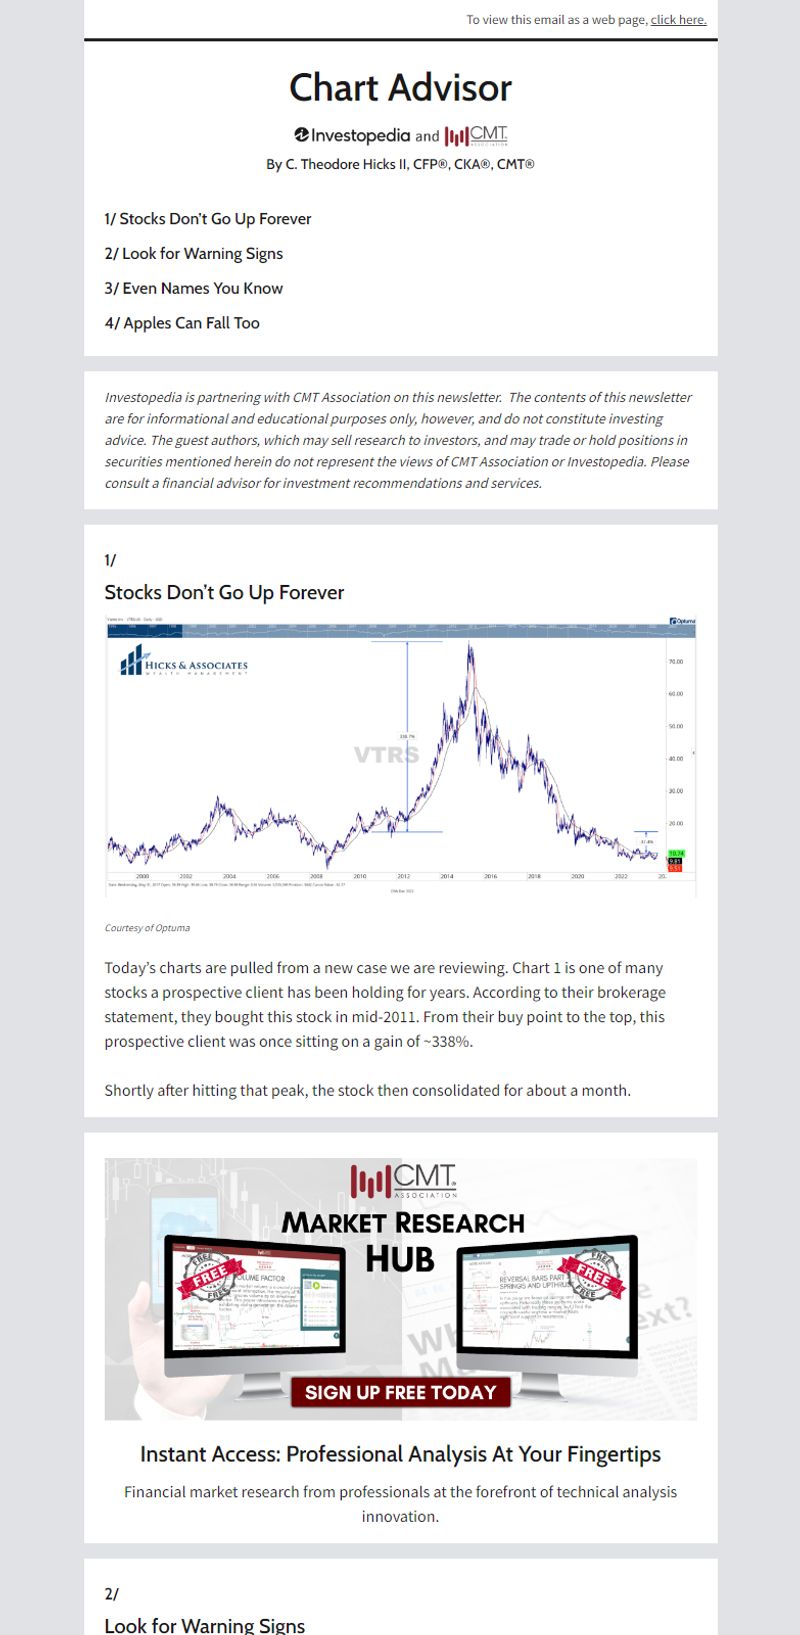 To view this email as a web page, click here.
Chart Advisor
Investopedia and CMT
ASSOCIATION
By C. Theodore Hicks II, CFP®, CKA®, CMT®
1/ Stocks Don't Go Up Forever
2/ Look for Warning Signs
3/ Even Names You Know
4/ Apples Can Fall Too
Investopedia is partnering with CMT Association on this newsletter. The contents of this newsletter
are for informational and educational purposes only, however, and do not constitute investing
advice. The guest authors, which may sell research to investors, and may trade or hold positions in
securities mentioned herein do not represent the views of CMT Association or Investopedia. Please
consult a financial advisor for investment recommendations and services.
1/
Stocks Don't Go Up Forever
Optuma
HICKS & ASSOCIATES
WEALTH MANAGEMENT
70.00
60.00
50.00
VTRS
40.00
30.00
20.00
2000 2002 2004 2006 2008 2010 2012 2014 2016 2018 2020 2022
Courtesy of Optuma
Today's charts are pulled from a new case we are reviewing. Chart 1 is one of many
stocks a prospective client has been holding for years. According to their brokerage
statement, they bought this stock in mid-2011. From their buy point to the top, this
prospective client was once sitting on a gain of ~338%.
Shortly after hitting that peak, the stock then consolidated for about a month.
CMT
ASSOCIATION
MARKET RESEARCH
HUB
FREE
FREE
FREE
OLUME FACTOR
FREE
FREE
FREE
REVERSAL BARS PART
SPRINGS AND UPTHRUS
SIGN UP FREE TODAY
Instant Access: Professional Analysis At Your Fingertips
Financial market research from professionals at the forefront of technical analysis
innovation.
2/
Look for Warning Signs